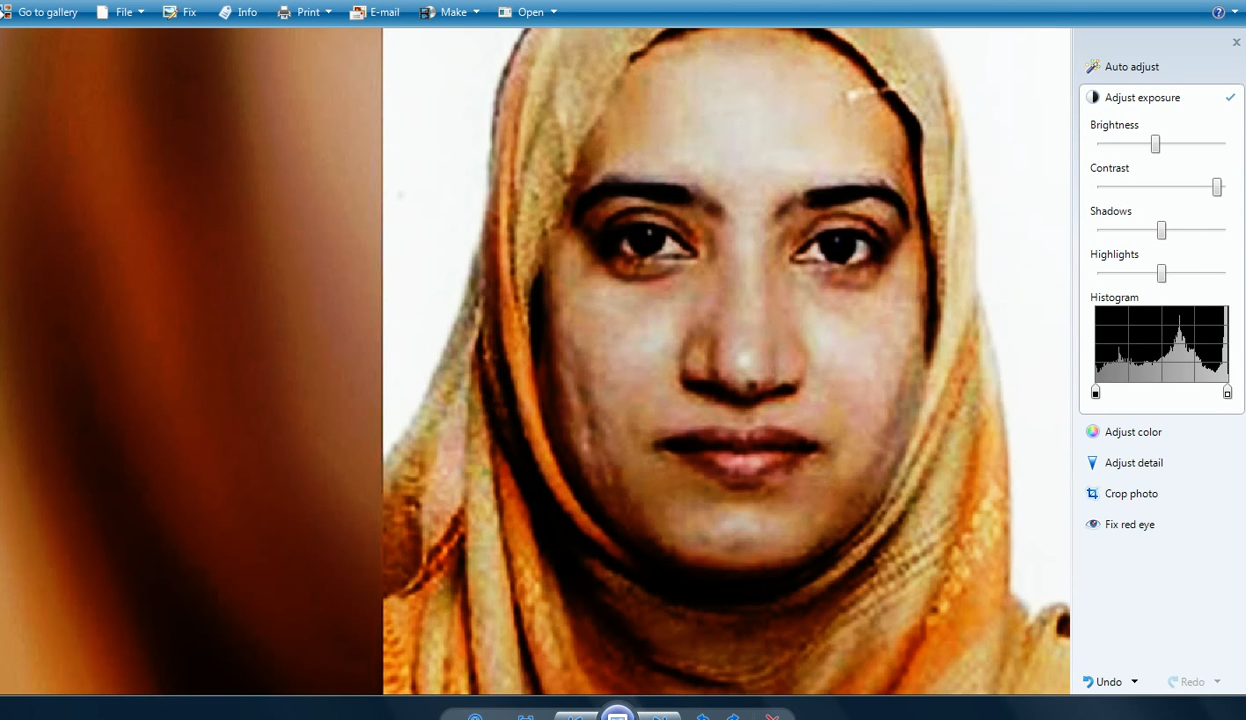 Go to gallery File Fix Info Print E-mail Make Open
Auto adjust
Adjust exposure
Brightness
Contrast
Shadows
Highlights
Histogram
Adjust color
Adjust detail
Crop photo
Fix red eye
Undo Redo